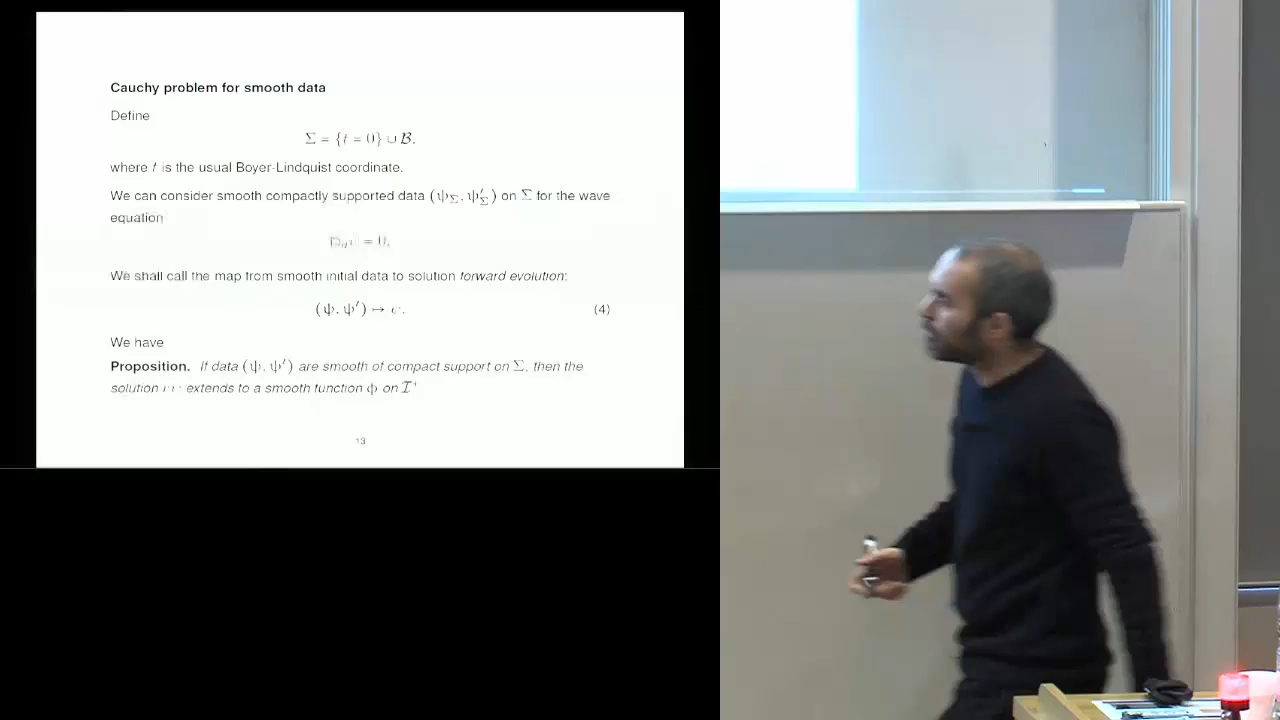 Cauchy problem for smooth data
Define
Σ = {t = 0} ∪ ℬ,
where t is the usual Boyer-Lindquist coordinate.
We can consider smooth compactly supported data (ψ_Σ, ψ′_Σ) on Σ for the wave
equation
= 0,
We shall call the map from smooth initial data to solution forward evolution:
(ψ, ψ′) ↦ (4)
We have
Proposition. If data (ψ, ψ′) are smooth of compact support on Σ, then the
solution extends to a smooth function ϕ on ℐ⁺
13